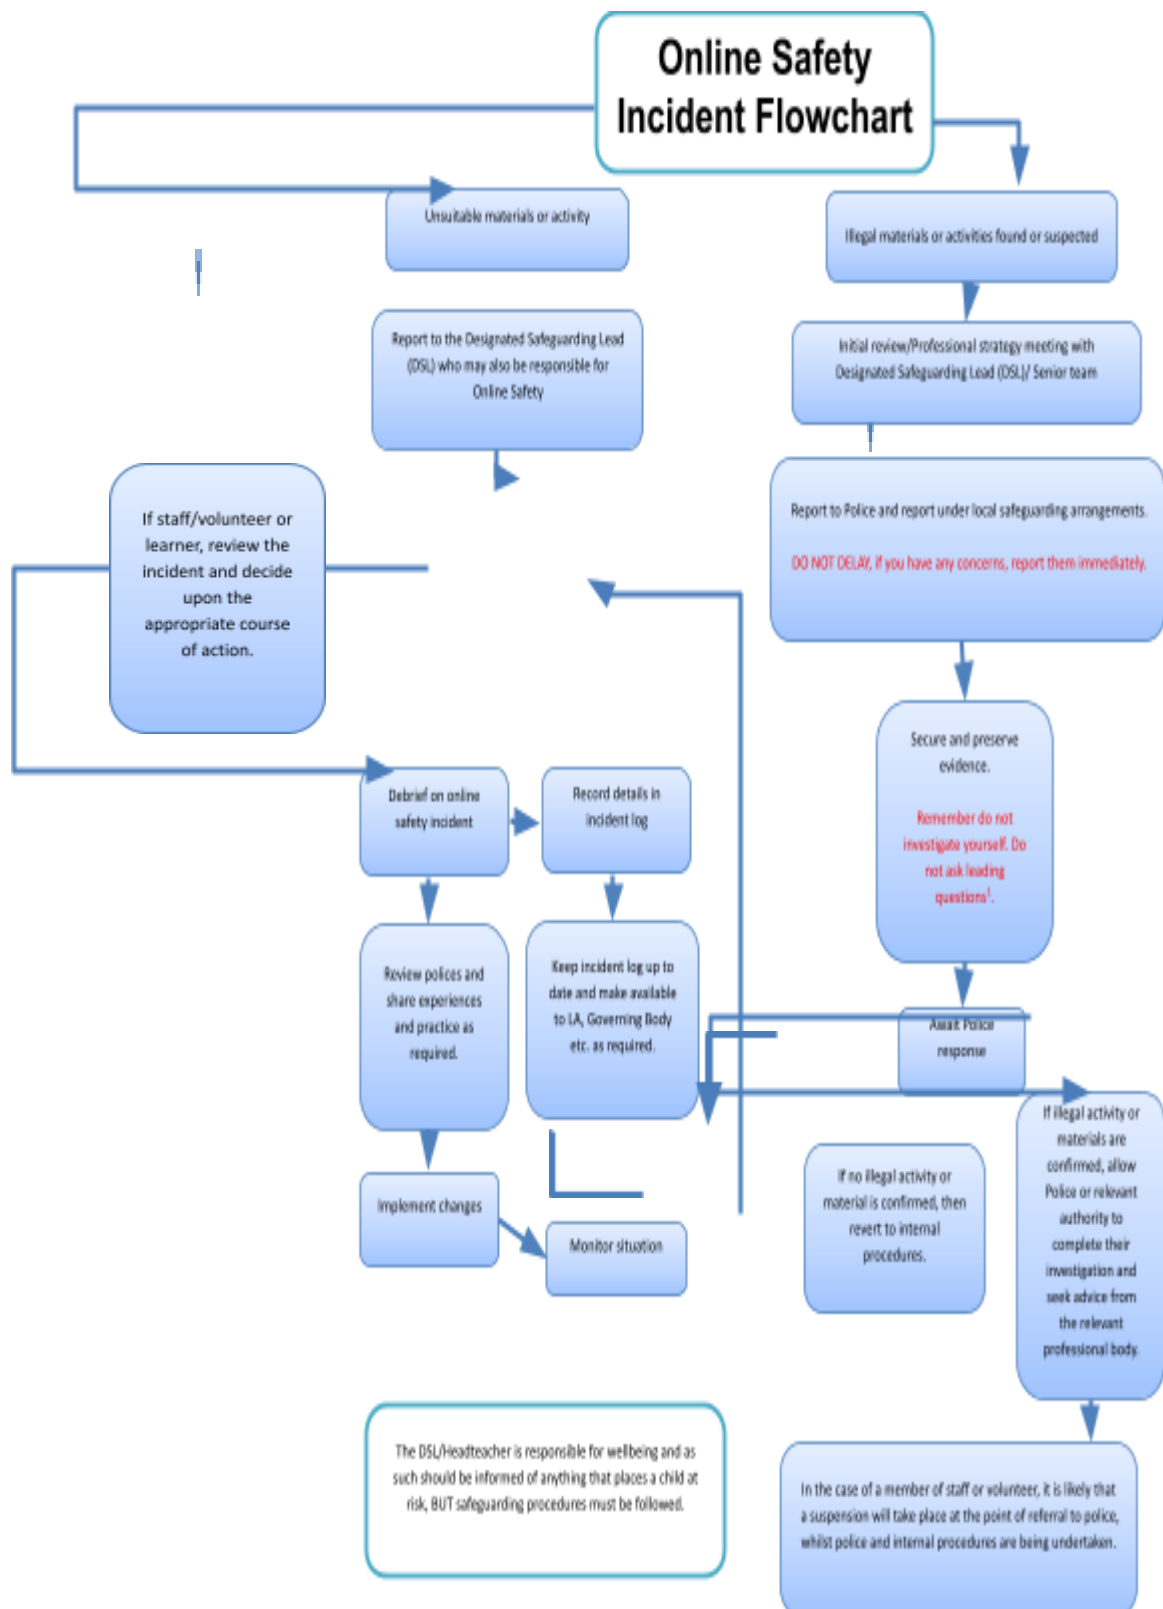 Online Safety
Incident Flowchart
Unsuitable materials or activity
Illegal materials or activities found or suspected
Report to the Designated Safeguarding Lead
(DSL) who may also be responsible for
Online Safety
Initial review/Professional strategy meeting with
Designated Safeguarding Lead (DSL)/ Senior team
If staff/volunteer or
learner, review the
incident and decide
upon the
appropriate course
of action.
Report to Police and report under local safeguarding arrangements.
DO NOT DELAY, if you have any concerns, report them immediately.
Secure and preserve
evidence.
Remember do not
investigate yourself. Do
not ask leading
questions¹.
Debrief on online
safety incident
Record details in
incident log
Review polices and
share experiences
and practice as
required.
Keep incident log up to
date and make available
to LA, Governing Body
etc. as required.
Await Police
response
Implement changes
Monitor situation
If no illegal activity or
material is confirmed, then
revert to internal
procedures.
If illegal activity or
materials are
confirmed, allow
Police or relevant
authority to
complete their
investigation and
seek advice from
the relevant
professional body.
The DSL/Headteacher is responsible for wellbeing and as
such should be informed of anything that places a child at
risk, BUT safeguarding procedures must be followed.
In the case of a member of staff or volunteer, it is likely that
a suspension will take place at the point of referral to police,
whilst police and internal procedures are being undertaken.